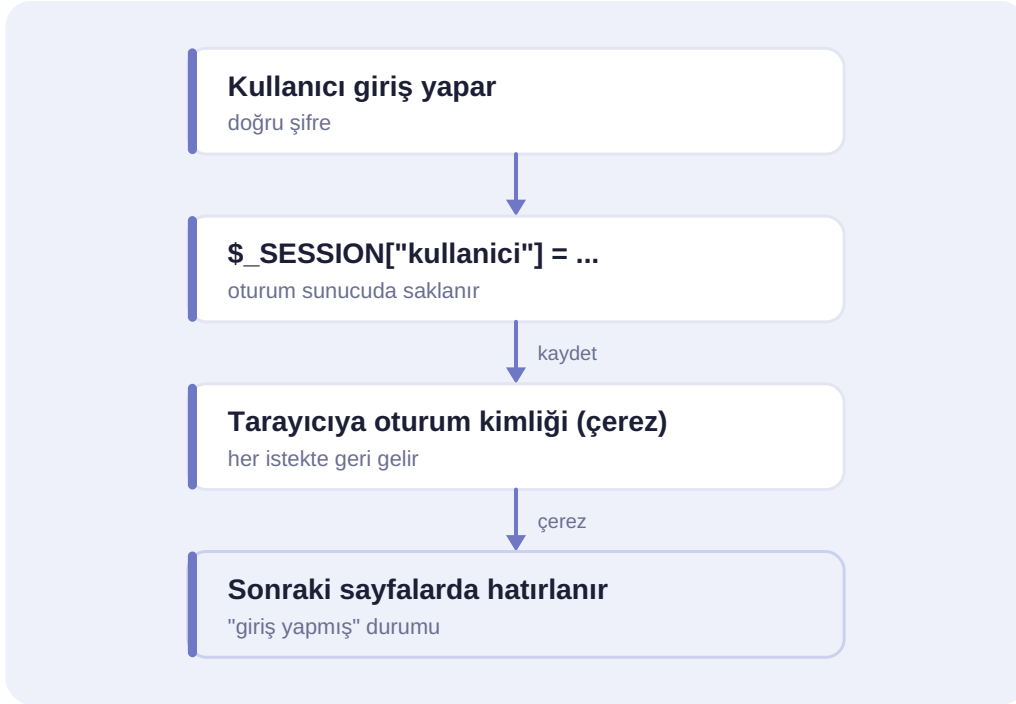 Kullanıcı giriş yapar
doğru şifre
$_SESSION["kullanici"] = ...
oturum sunucuda saklanır
kaydet
Tarayıcıya oturum kimliği (çerez)
her istekte geri gelir
çerez
Sonraki sayfalarda hatırlanır
"giriş yapmış" durumu